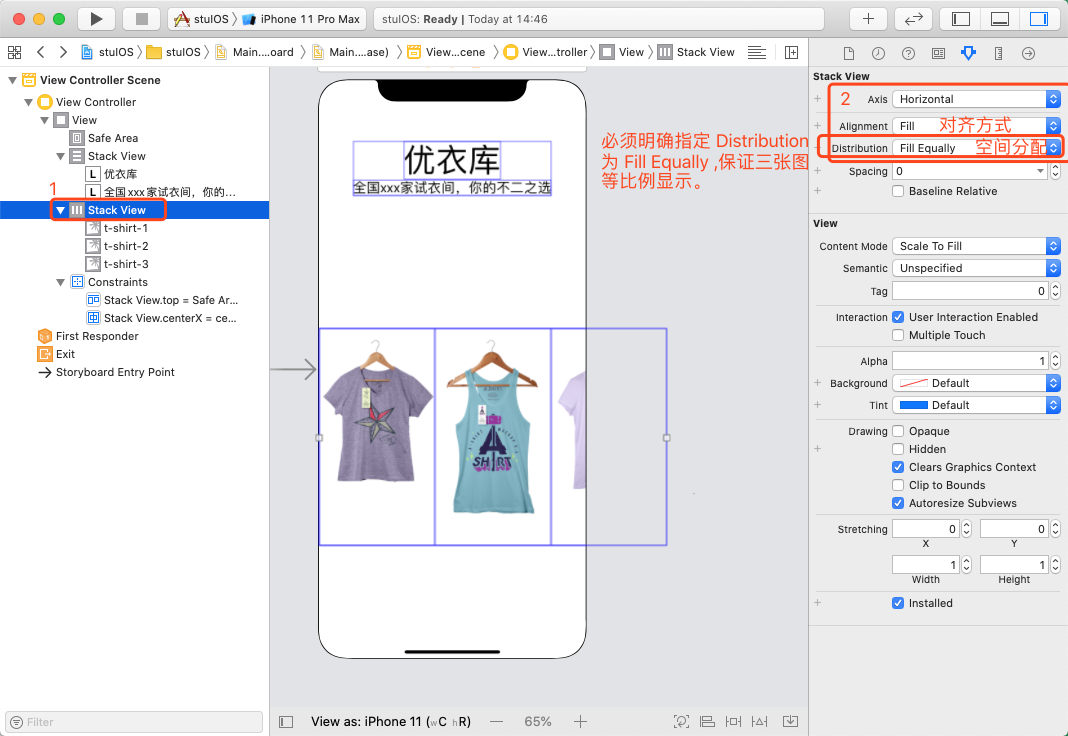 stuIOS
iPhone 11 Pro Max
stuIOS: Ready | Today at 14:46
stuIOS
stuIOS
Main....oard
Main....ase)
View...cene
View...troller
View
Stack View
View Controller Scene
View Controller
View
Safe Area
Stack View
L 优衣库
L 全国xxx家试衣间，你的...
1
Stack View
t-shirt-1
t-shirt-2
t-shirt-3
Constraints
Stack View.top = Safe Ar...
Stack View.centerX = ce...
First Responder
Exit
Storyboard Entry Point
Filter
优衣库
全国xxx家试衣间，你的不二之选
SHIRT
必须明确指定 Distribution
为 Fill Equally ,保证三张图
等比例显示。
View as: iPhone 11 (wC hR)
65%
Stack View
2
Axis Horizontal
Alignment Fill 对齐方式
Distribution Fill Equally 空间分配
Spacing 0
Baseline Relative
View
Content Mode Scale To Fill
Semantic Unspecified
Tag 0
Interaction User Interaction Enabled
Multiple Touch
Alpha 1
Background Default
Tint Default
Drawing Opaque
Hidden
Clears Graphics Context
Clip to Bounds
Autoresize Subviews
Stretching 0 0
X Y
1 1
Width Height
Installed